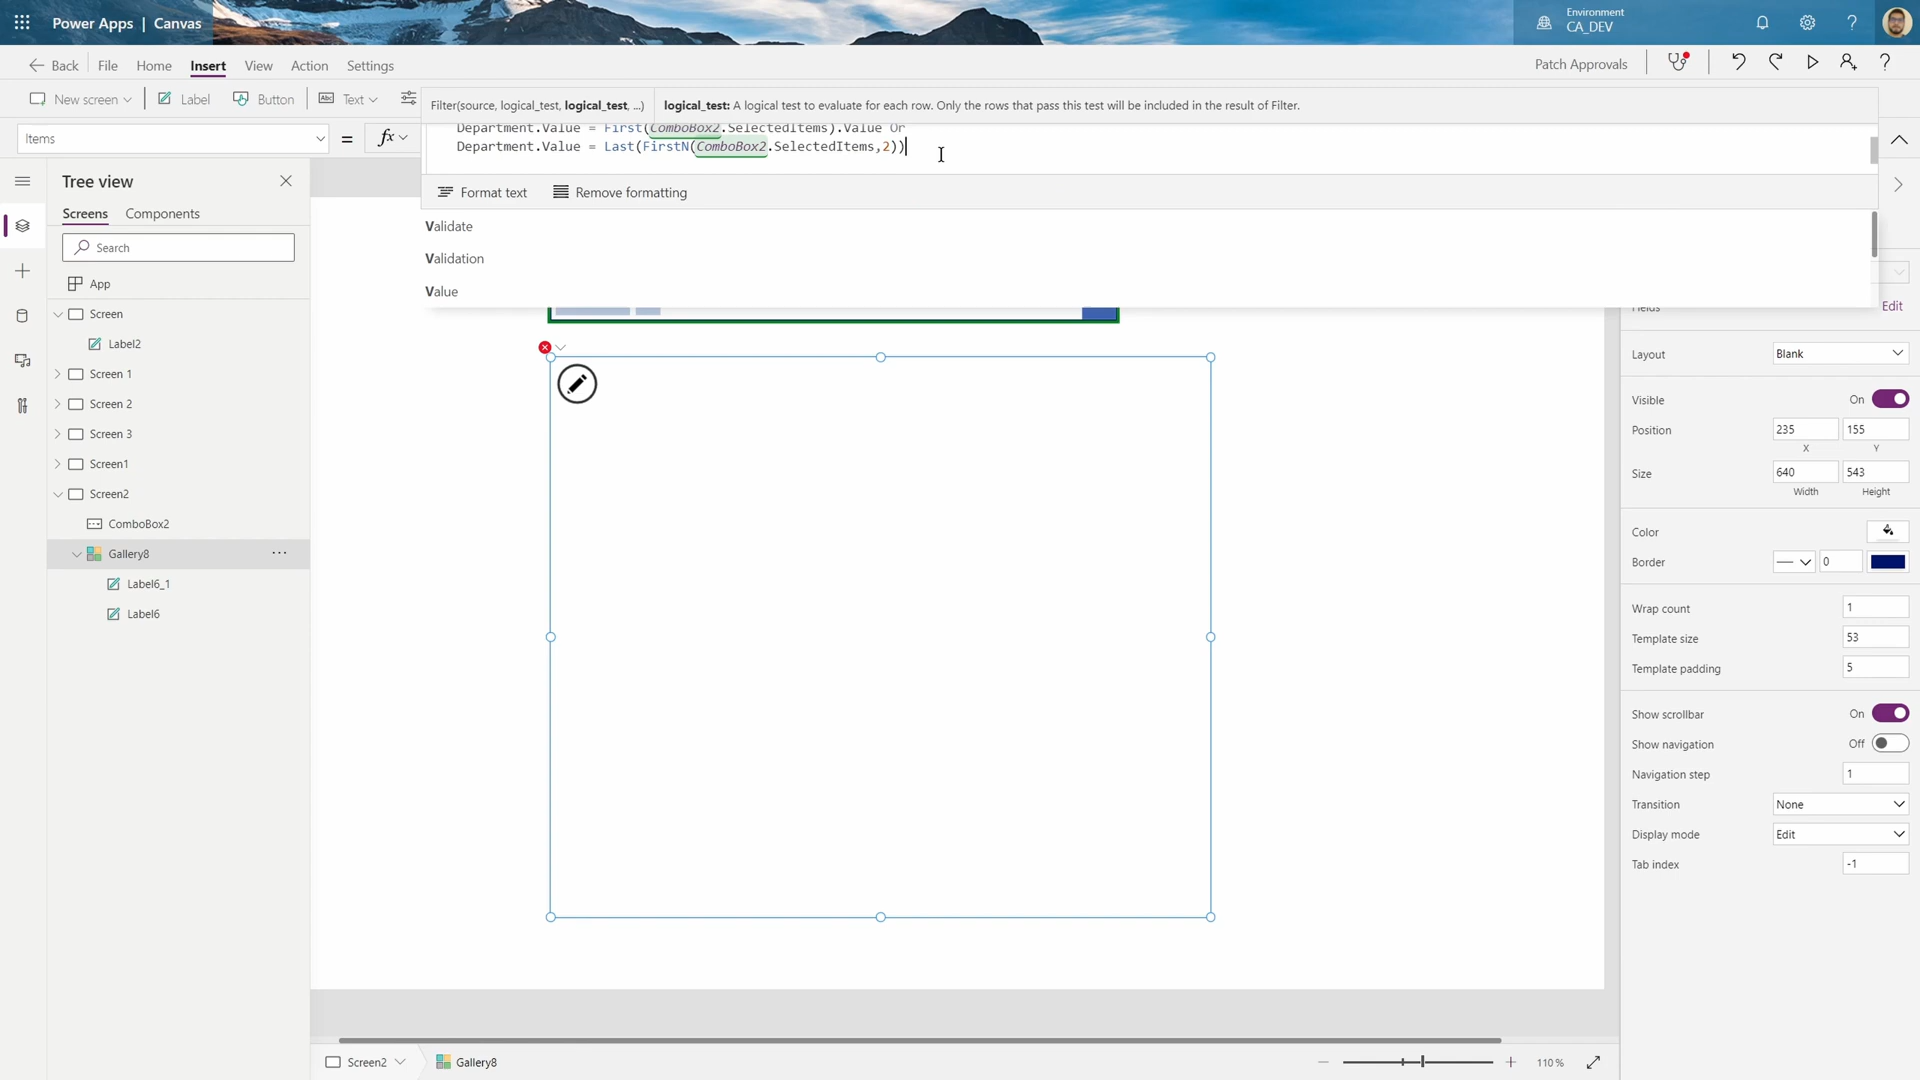 Power Apps | Canvas
Environment
CA_DEV
Back
File
Home
Insert
View
Action
Settings
Patch Approvals
New screen
Label
Button
Abc Text
Filter(source, logical_test, logical_test, ...)
logical_test: A logical test to evaluate for each row. Only the rows that pass this test will be included in the result of Filter.
Items
=
fx
Department.Value = First(ComboBox2.SelectedItems).Value Or
Department.Value = Last(FirstN(ComboBox2.SelectedItems,2))
Format text
Remove formatting
Validate
Validation
Value
Tree view
Screens
Components
Search
App
Screen
Label2
Screen 1
Screen 2
Screen 3
Screen1
Screen2
ComboBox2
Gallery8
...
Label6_1
Label6
Fields
Edit
Layout
Blank
Visible
On
Position
235
155
X
Y
Size
640
543
Width
Height
Color
Border
0
Wrap count
1
Template size
53
Template padding
5
Show scrollbar
On
Show navigation
Off
Navigation step
1
Transition
None
Display mode
Edit
Tab index
-1
Screen2
Gallery8
110 %